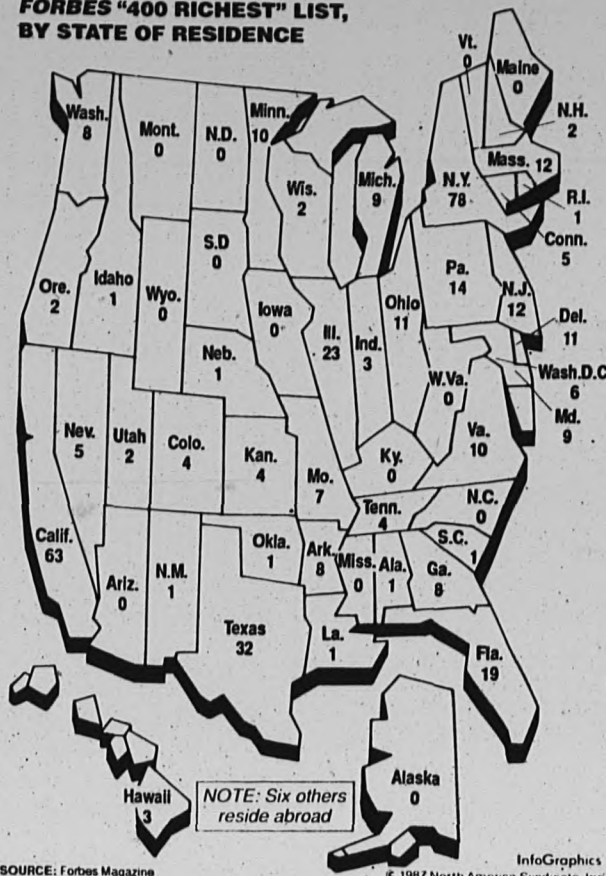 FORBES "400 RICHEST" LIST,
BY STATE OF RESIDENCE
Vt.
0
Maine
0
Wash.
8
Mont.
0
N.D.
0
Minn.
10
N.H.
2
Mass. 12
Wis.
2
Mich.
9
N.Y.
78
R.I.
1
Conn.
5
S.D
0
Ore.
2
Idaho
1
Wyo.
0
Iowa
0
Ill.
23
Ind.
3
Ohio
11
Pa.
14
N.J.
12
Del.
11
Neb.
1
W.Va.
0
Wash.D.C
6
Md.
9
Nev.
5
Utah
2
Colo.
4
Kan.
4
Mo.
7
Ky.
0
Va.
10
Calif.
63
Ariz.
0
N.M.
1
Okla.
1
Ark.
8
Tenn.
4
N.C.
0
S.C.
1
Miss.
0
Ala.
1
Ga.
8
Texas
32
La.
1
Fla.
19
Hawaii
3
NOTE: Six others
reside abroad
Alaska
0
InfoGraphics
SOURCE: Forbes Magazine
© 1987 North America Syndicate, Inc.